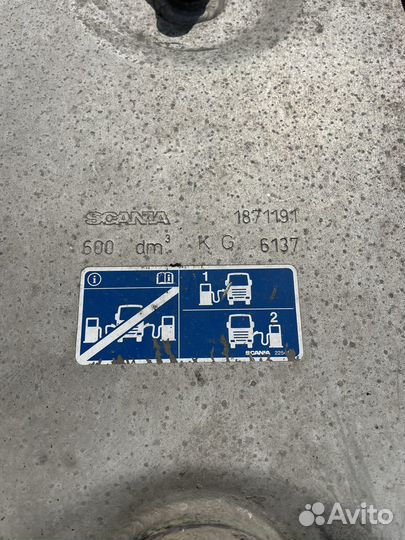 SCANIA 1871191
600 dm³ K G 6137
i i
1
2
SCANIA
Avito